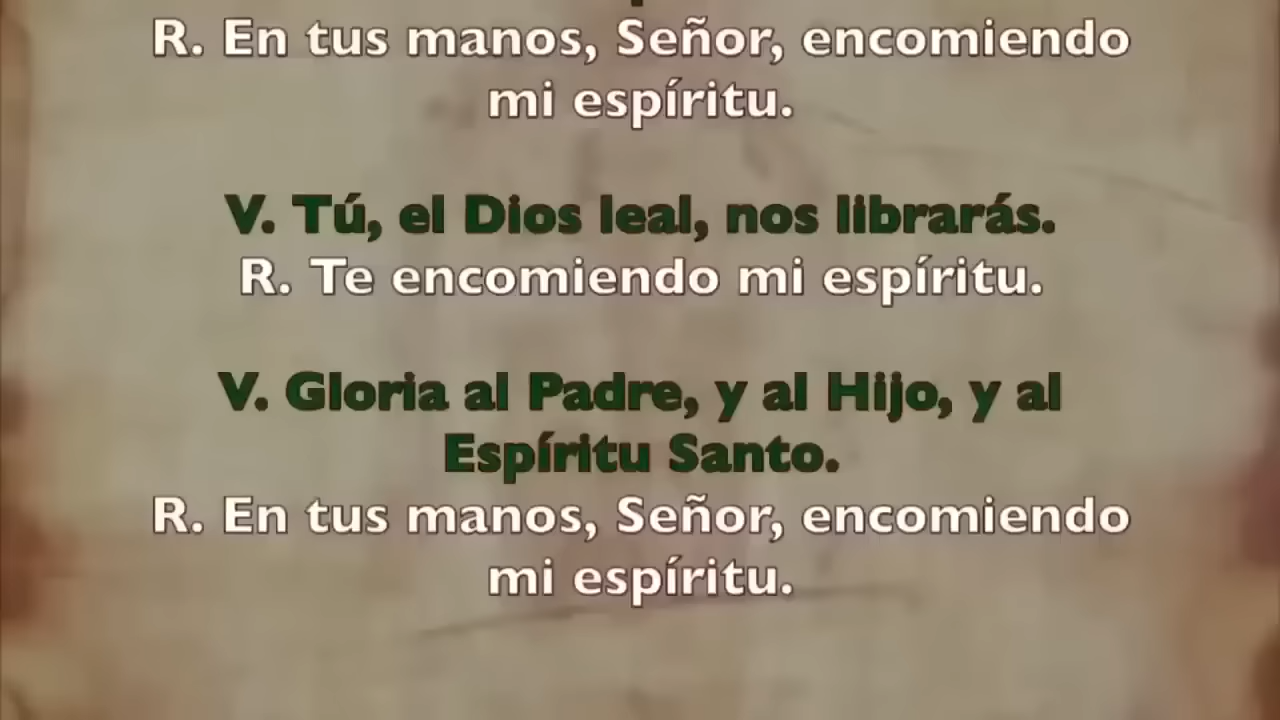 R. En tus manos, Señor, encomiendo
mi espíritu.
V. Tú, el Dios leal, nos librarás.
R. Te encomiendo mi espíritu.
V. Gloria al Padre, y al Hijo, y al
Espíritu Santo.
R. En tus manos, Señor, encomiendo
mi espíritu.